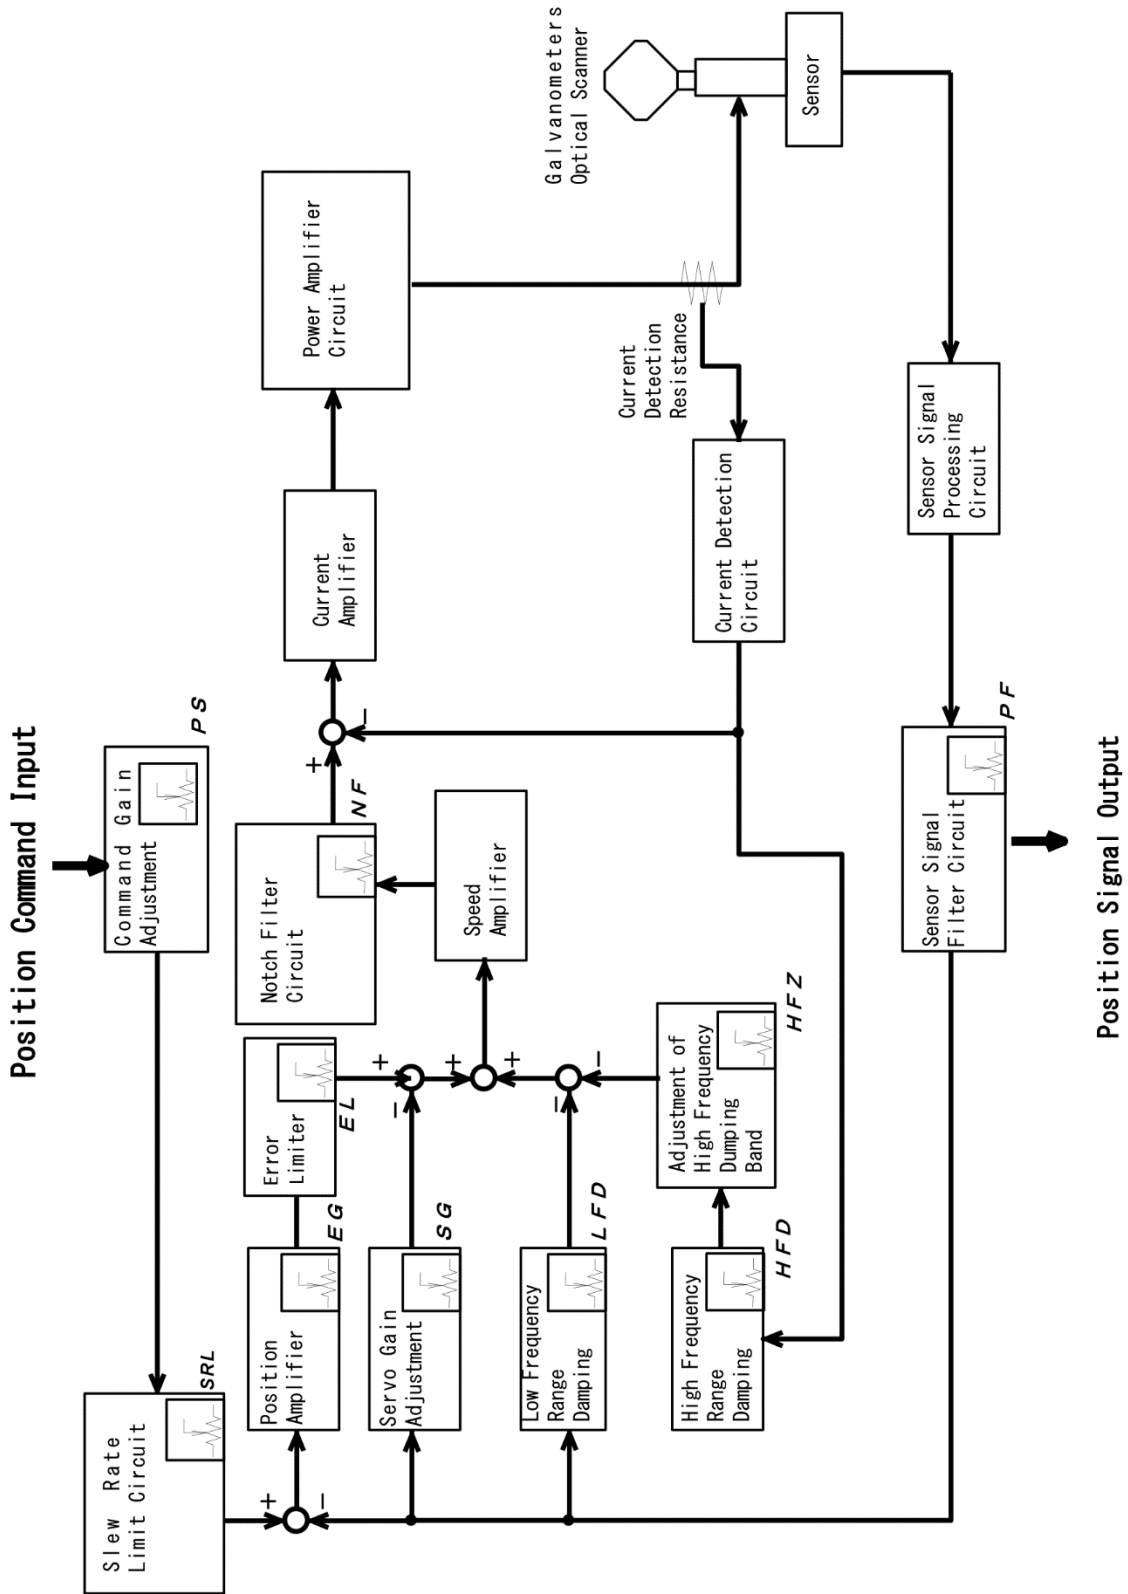 Position Command Input
Command Gain
Adjustment
PS
Slew Rate
Limit Circuit
SRL
+
−
Position
Amplifier
EG
Error
Limiter
EL
+
−
Servo Gain
Adjustment
SG
+
+
Low Frequency
Range
Damping
LFD
−
−
High Frequency
Range
Damping
HFD
Adjustment of
High Frequency
Dumping
Band
HFZ
Speed
Amplifier
Notch Filter
Circuit
NF
+
−
Current
Amplifier
Power Amplifier
Circuit
Current
Detection
Resistance
Current Detection
Circuit
Galvanometers
Optical Scanner
Sensor
Sensor Signal
Processing
Circuit
Sensor Signal
Filter Circuit
PF
Position Signal Output